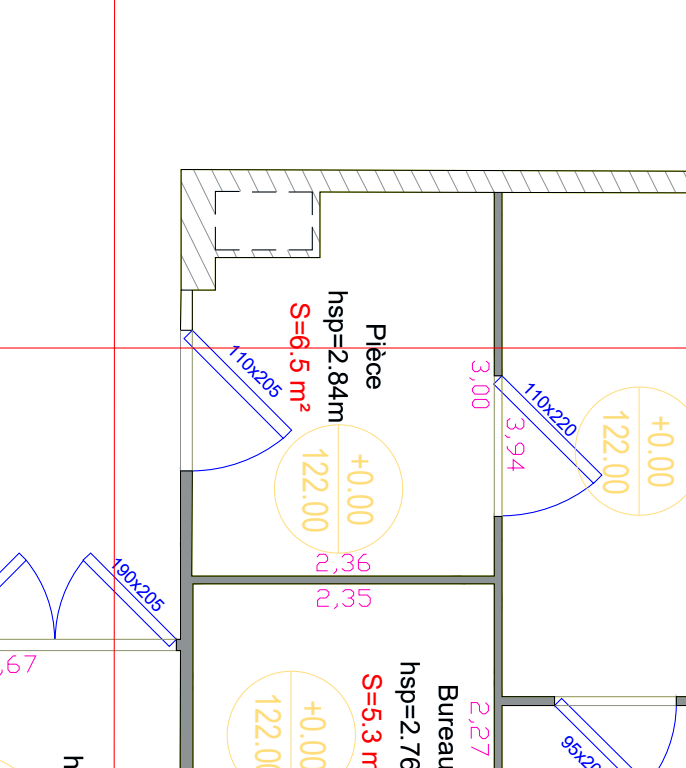 Pièce
hsp=2.84m
S=6.5 m²
110x205
3,00
3,94
110x220
+0.00
122.00
+0.00
122.00
2,36
2,35
190x205
,67
Bureau
hsp=2.76
S=5.3 m
+0.00
122.00
2,27
95x20
h